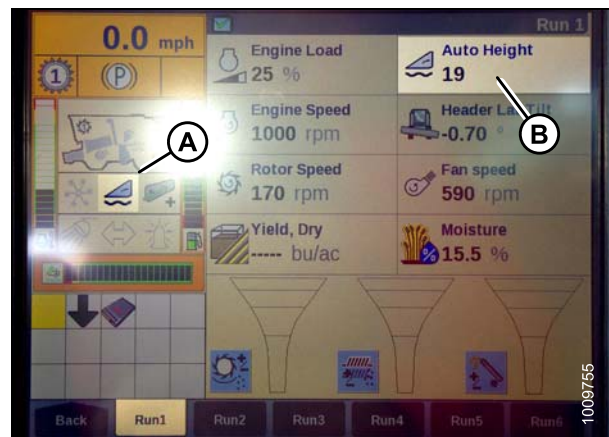 0.0 mph
Run 1
1
(P)
Engine Load
25 %
Auto Height
19
Engine Speed
1000 rpm
Header Lat Tilt
-0.70 °
A
B
Rotor Speed
170 rpm
Fan speed
590 rpm
Yield, Dry
----- bu/ac
Moisture
15.5 %
Back
Run1
Run2
Run3
Run4
Run5
Run6
1009755